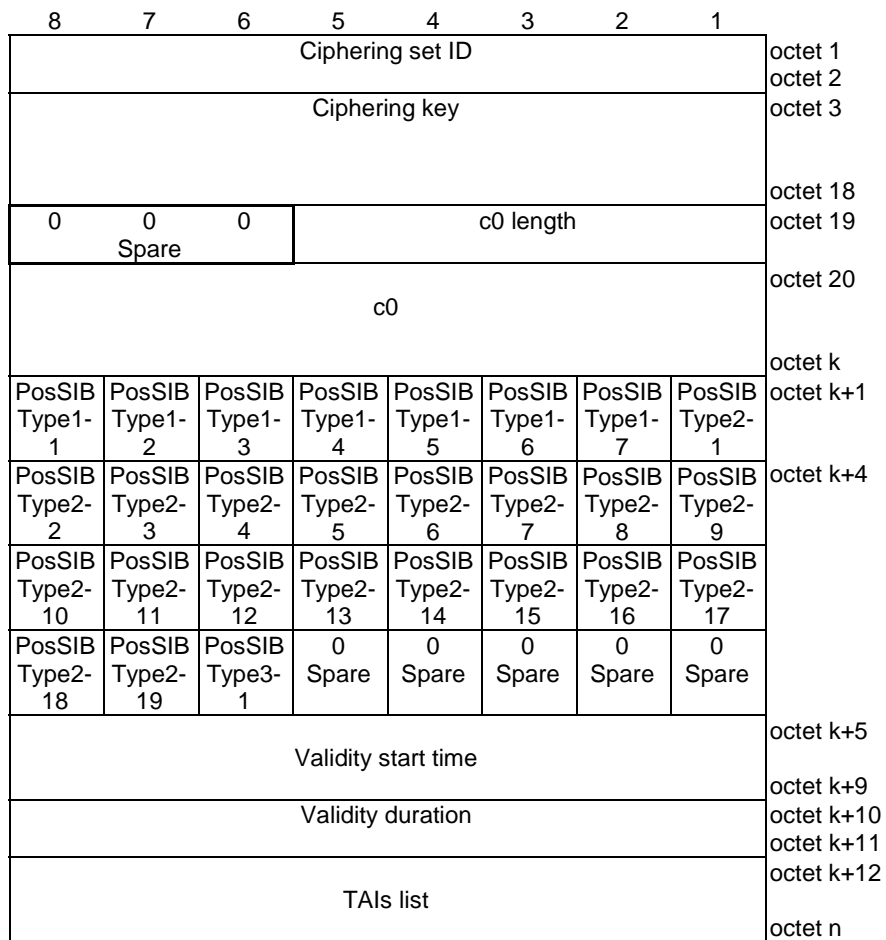 8 7 6 5 4 3 2 1
Ciphering set ID octet 1
octet 2
Ciphering key octet 3
octet 18
0 0 0 c0 length octet 19
Spare
octet 20
c0
octet k
PosSIB PosSIB PosSIB PosSIB PosSIB PosSIB PosSIB PosSIB octet k+1
Type1- Type1- Type1- Type1- Type1- Type1- Type1- Type2-
1 2 3 4 5 6 7 1
PosSIB PosSIB PosSIB PosSIB PosSIB PosSIB PosSIB PosSIB octet k+4
Type2- Type2- Type2- Type2- Type2- Type2- Type2- Type2-
2 3 4 5 6 7 8 9
PosSIB PosSIB PosSIB PosSIB PosSIB PosSIB PosSIB PosSIB
Type2- Type2- Type2- Type2- Type2- Type2- Type2- Type2-
10 11 12 13 14 15 16 17
PosSIB PosSIB PosSIB 0 0 0 0 0
Type2- Type2- Type3- Spare Spare Spare Spare Spare
18 19 1
octet k+5
Validity start time
octet k+9
Validity duration octet k+10
octet k+11
octet k+12
TAIs list
octet n